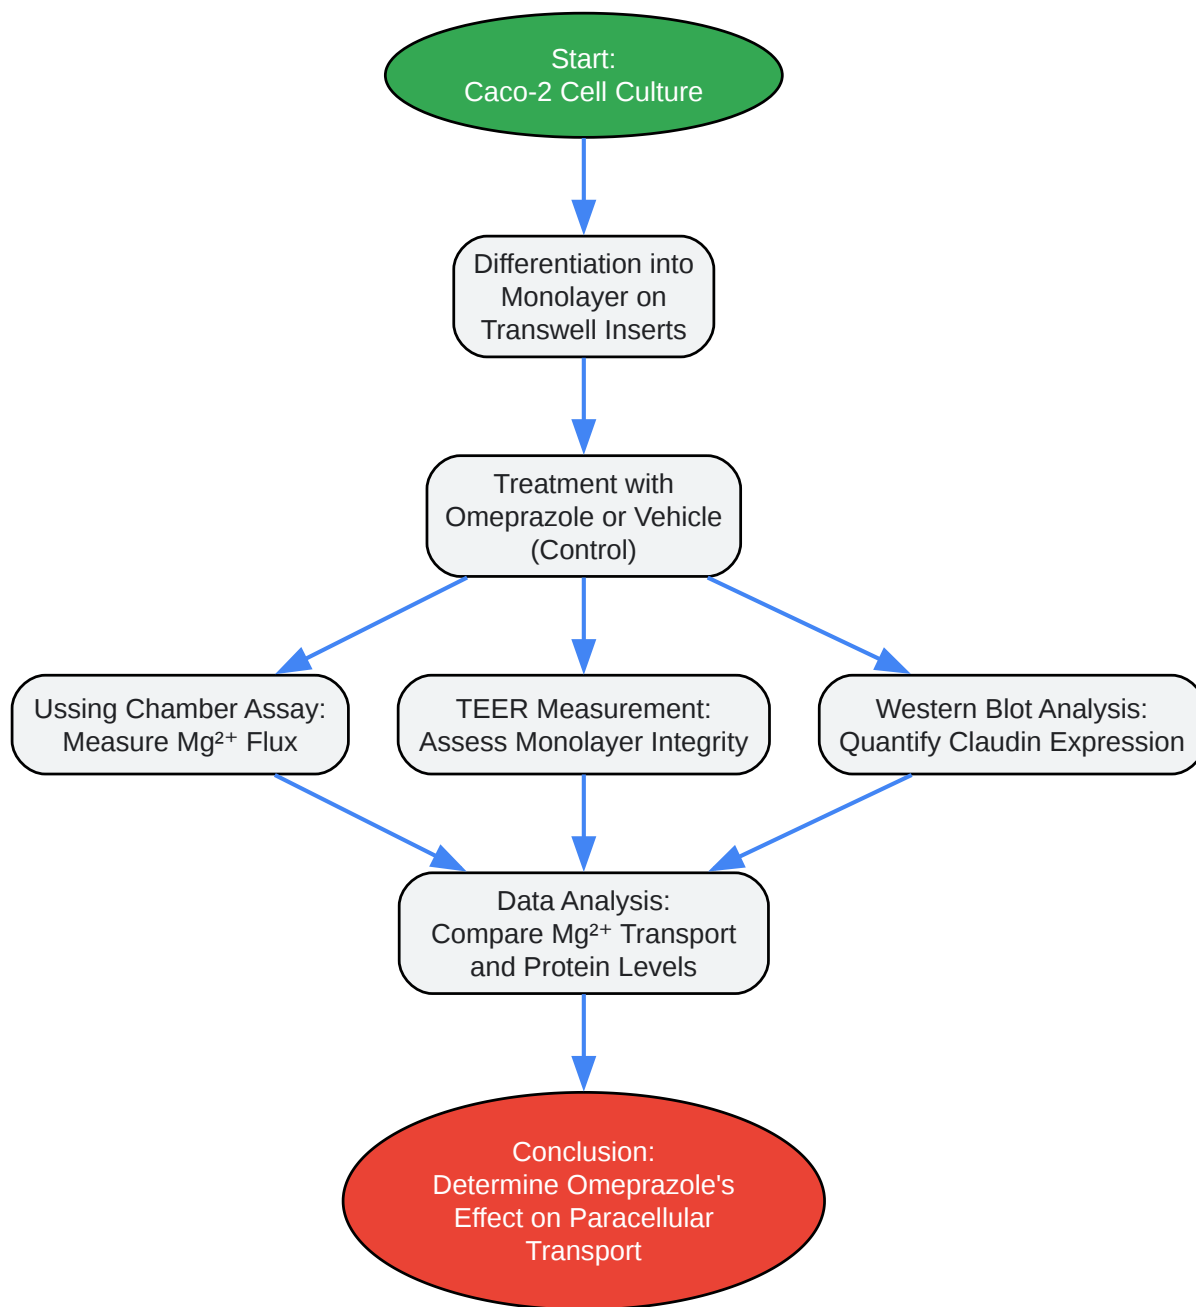 Start:
Caco-2 Cell Culture
Differentiation into
Monolayer on
Transwell Inserts
Treatment with
Omeprazole or Vehicle
(Control)
Ussing Chamber Assay:
Measure Mg²⁺ Flux
TEER Measurement:
Assess Monolayer Integrity
Western Blot Analysis:
Quantify Claudin Expression
Data Analysis:
Compare Mg²⁺ Transport
and Protein Levels
Conclusion:
Determine Omeprazole's
Effect on Paracellular
Transport